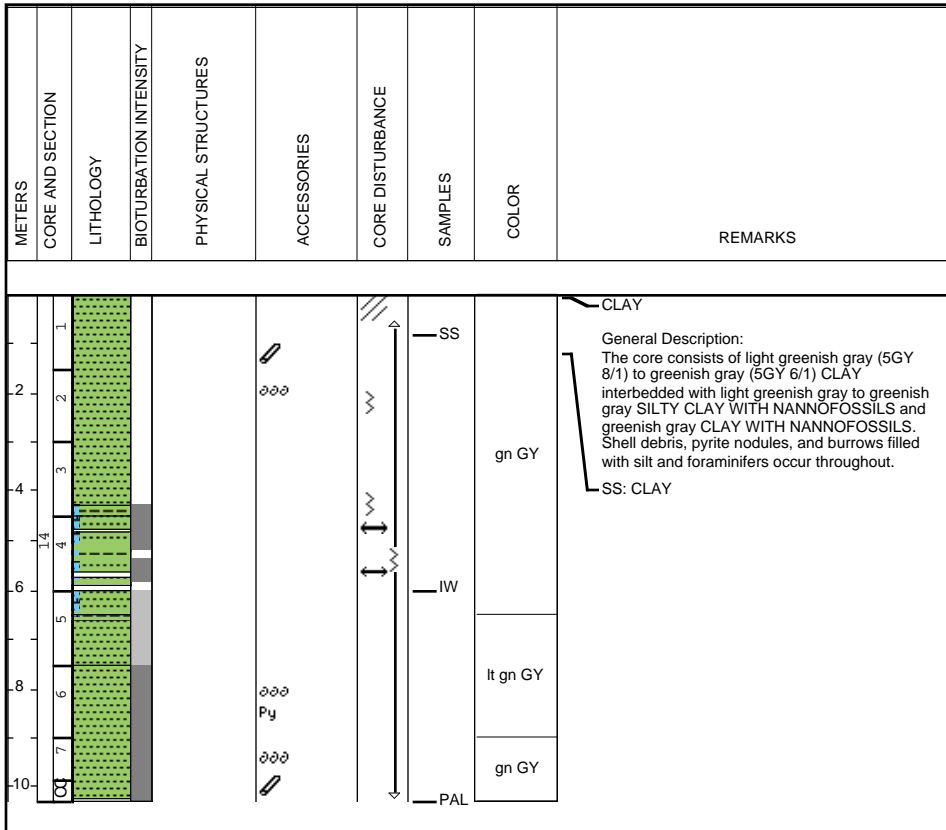 METERS
CORE AND SECTION
LITHOLOGY
BIOTURBATION INTENSITY
PHYSICAL STRUCTURES
ACCESSORIES
CORE DISTURBANCE
SAMPLES
COLOR
REMARKS
2
4
6
8
10
14
1
2
3
4
5
6
7
CC
Py
SS
IW
PAL
gn GY
lt gn GY
gn GY
CLAY
General Description:
The core consists of light greenish gray (5GY
8/1) to greenish gray (5GY 6/1) CLAY
interbedded with light greenish gray to greenish
gray SILTY CLAY WITH NANNOFOSSILS and
greenish gray CLAY WITH NANNOFOSSILS.
Shell debris, pyrite nodules, and burrows filled
with silt and foraminifers occur throughout.
SS: CLAY